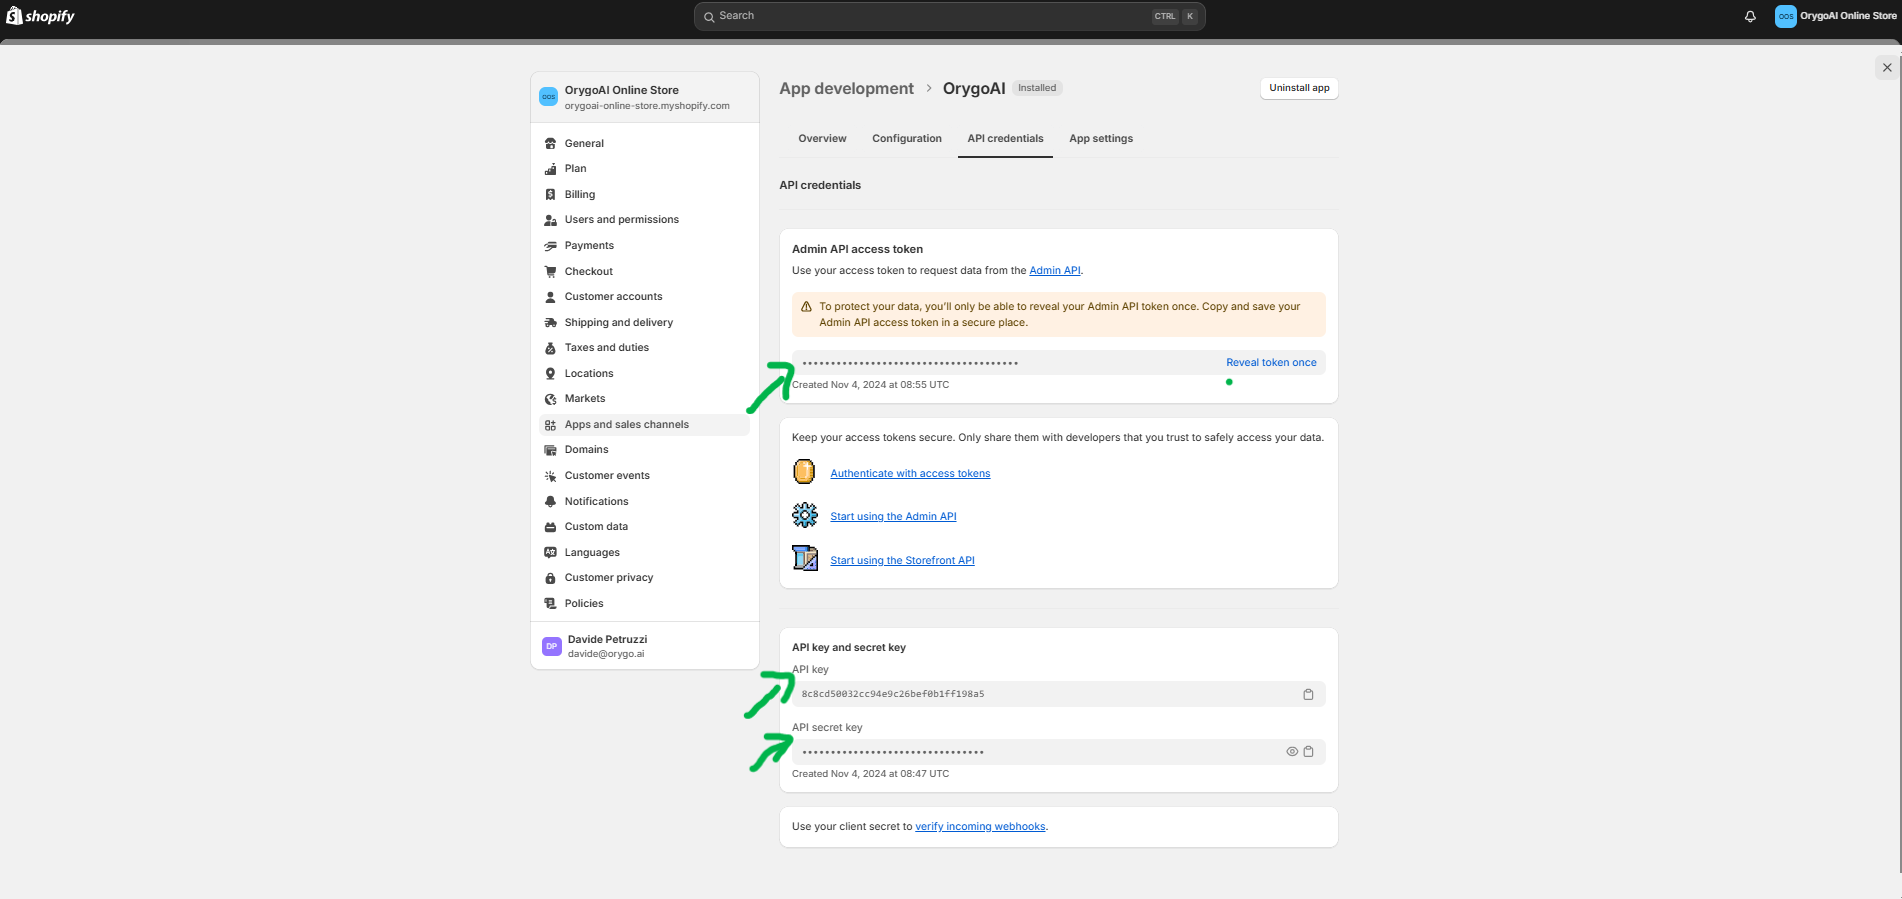 shopify
Search
CTRL K
OOS OrygoAI Online Store
OOS
OrygoAI Online Store
orygoai-online-store.myshopify.com
General
Plan
Billing
Users and permissions
Payments
Checkout
Customer accounts
Shipping and delivery
Taxes and duties
Locations
Markets
Apps and sales channels
Domains
Customer events
Notifications
Custom data
Languages
Customer privacy
Policies
DP
Davide Petruzzi
davide@orygo.ai
App development > OrygoAI Installed
Uninstall app
Overview Configuration API credentials App settings
API credentials
Admin API access token
Use your access token to request data from the Admin API.
To protect your data, you'll only be able to reveal your Admin API token once. Copy and save your
Admin API access token in a secure place.
••••••••••••••••••••••••••••••••••••••
Reveal token once
Created Nov 4, 2024 at 08:55 UTC
Keep your access tokens secure. Only share them with developers that you trust to safely access your data.
Authenticate with access tokens
Start using the Admin API
Start using the Storefront API
API key and secret key
API key
8c8cd50032cc94e9c26bef0b1ff198a5
API secret key
••••••••••••••••••••••••••••••••
Created Nov 4, 2024 at 08:47 UTC
Use your client secret to verify incoming webhooks.